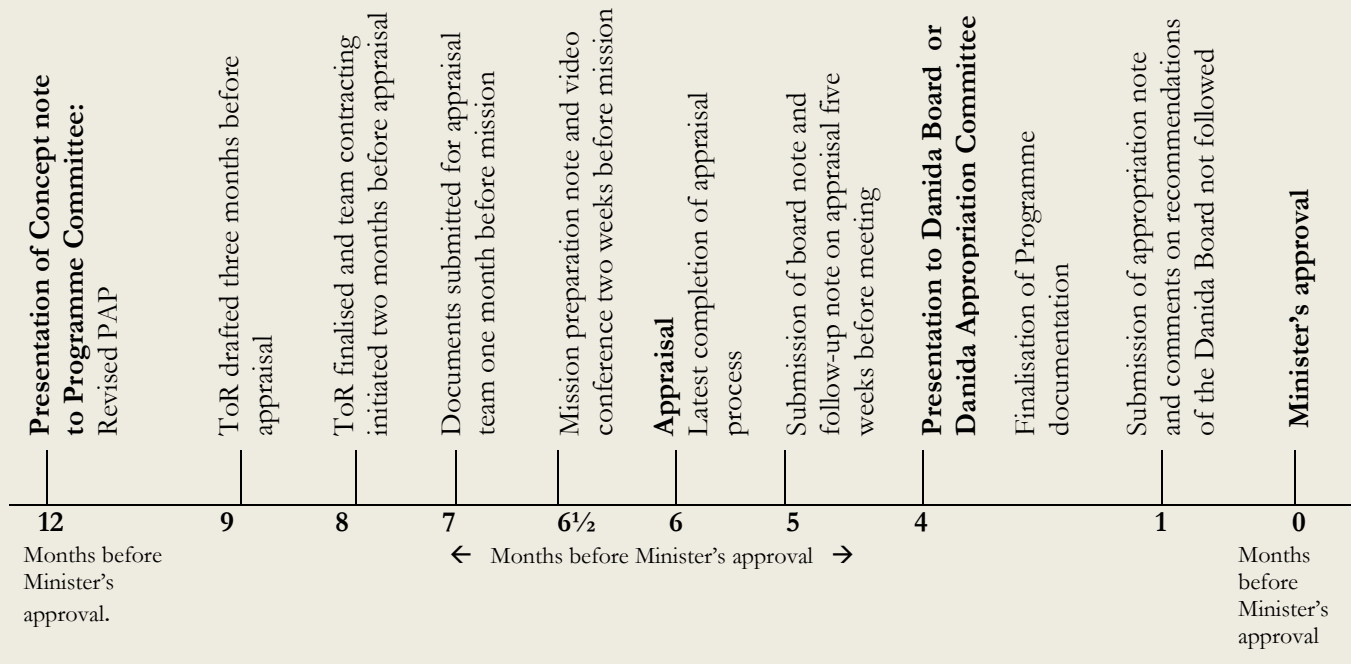 Presentation of Concept note
to Programme Committee:
Revised PAP
ToR drafted three months before
appraisal
ToR finalised and team contracting
initiated two months before appraisal
Documents submitted for appraisal
team one month before mission
Mission preparation note and video
conference two weeks before mission
Appraisal
Latest completion of appraisal
process
Submission of board note and
follow-up note on appraisal five
weeks before meeting
Presentation to Danida Board or
Danida Appropriation Committee
Finalisation of Programme
documentation
Submission of appropriation note
and comments on recommendations
of the Danida Board not followed
Minister’s approval
12 9 8 7 6½ 6 5 4 1 0
Months before
Minister’s
approval.
← Months before Minister’s approval →
Months
before
Minister’s
approval